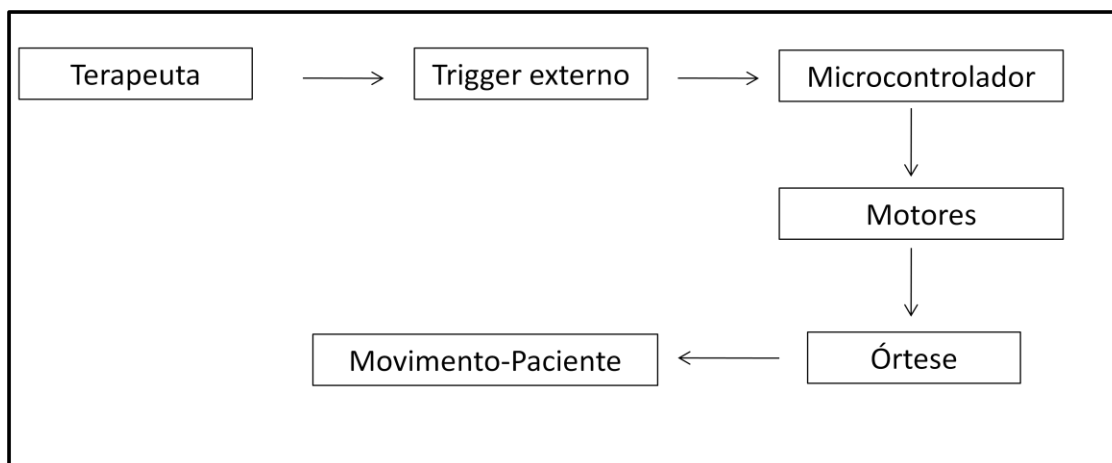 Terapeuta
Trigger externo
Microcontrolador
Motores
Órtese
Movimento-Paciente